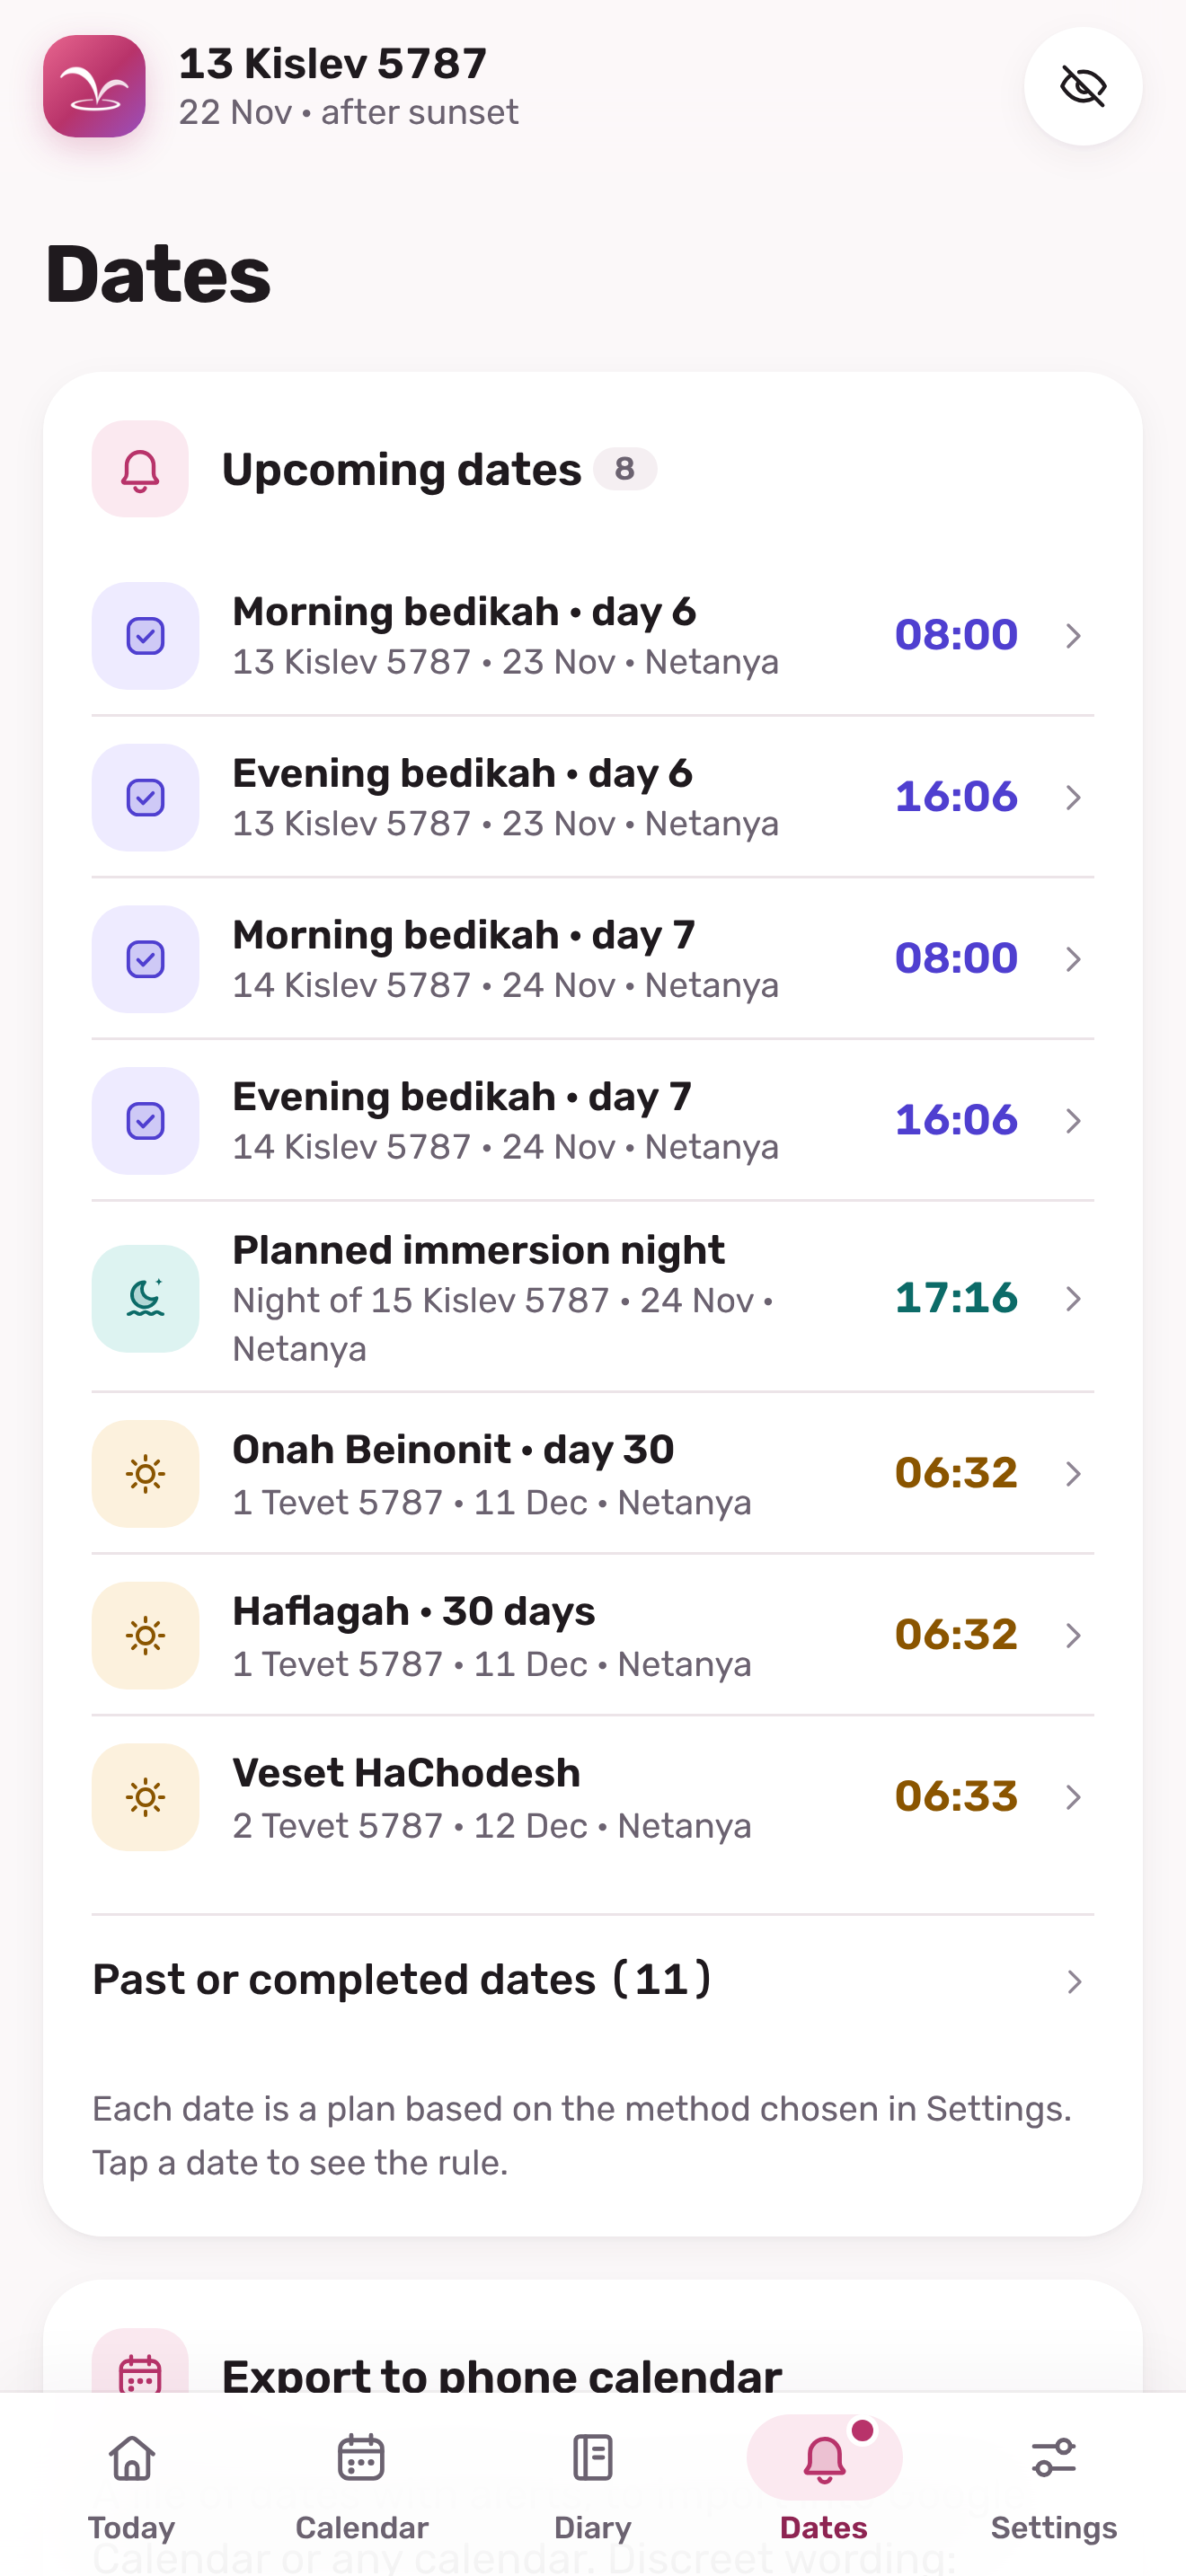 13 Kislev 5787
22 Nov • after sunset
Dates
Upcoming dates 8
Morning bedikah • day 6
13 Kislev 5787 • 23 Nov • Netanya
08:00
Evening bedikah • day 6
13 Kislev 5787 • 23 Nov • Netanya
16:06
Morning bedikah • day 7
14 Kislev 5787 • 24 Nov • Netanya
08:00
Evening bedikah • day 7
14 Kislev 5787 • 24 Nov • Netanya
16:06
Planned immersion night
Night of 15 Kislev 5787 • 24 Nov •
Netanya
17:16
Onah Beinonit • day 30
1 Tevet 5787 • 11 Dec • Netanya
06:32
Haflagah • 30 days
1 Tevet 5787 • 11 Dec • Netanya
06:32
Veset HaChodesh
2 Tevet 5787 • 12 Dec • Netanya
06:33
Past or completed dates (11)
Each date is a plan based on the method chosen in Settings.
Tap a date to see the rule.
Export to phone calendar
Today
Calendar
Diary
Dates
Settings
Calendar or any calendar. Discreet wording: